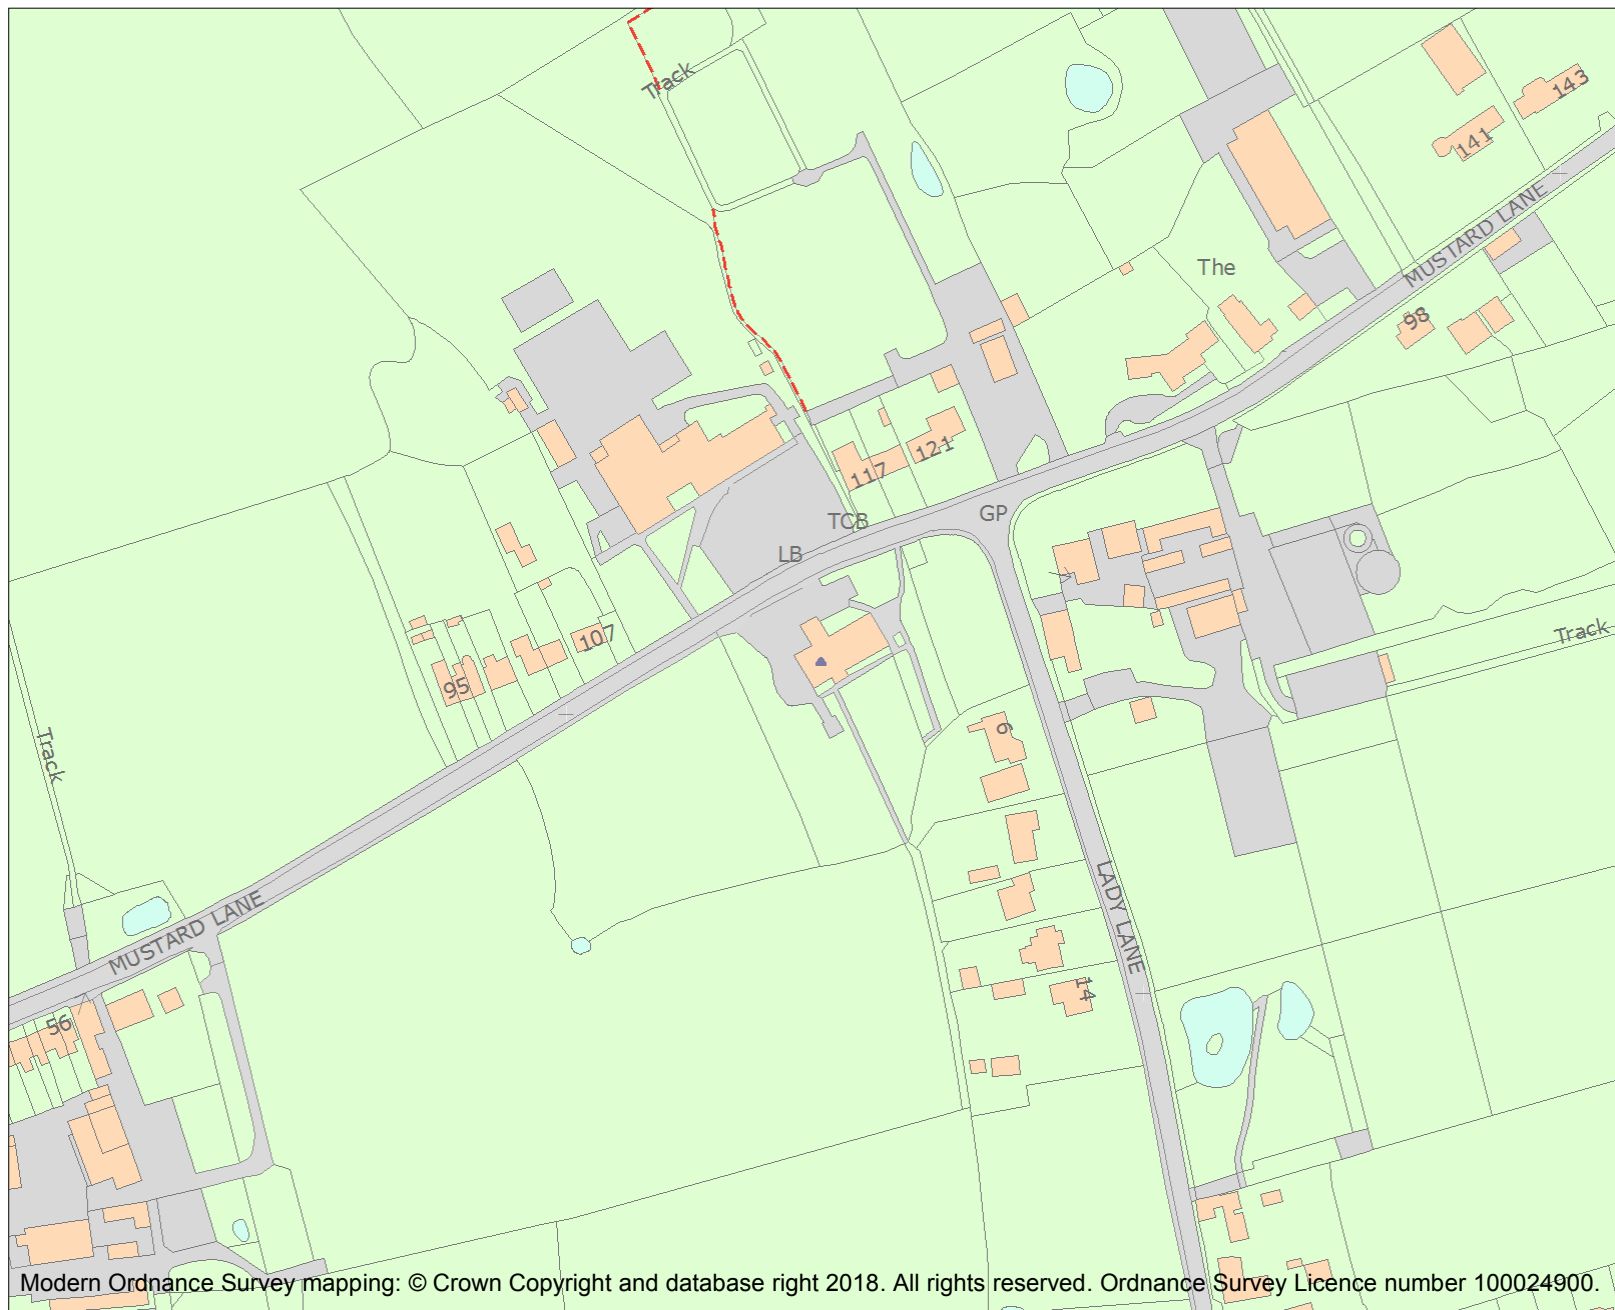 Track
143
141
MUSTARD LANE
The
98
121
117
TCB
GP
LB
107
Track
95
6
Track
LADY LANE
MUSTARD LANE
14
56
Modern Ordnance Survey mapping: © Crown Copyright and database right 2018. All rights reserved. Ordnance Survey Licence number 100024900.